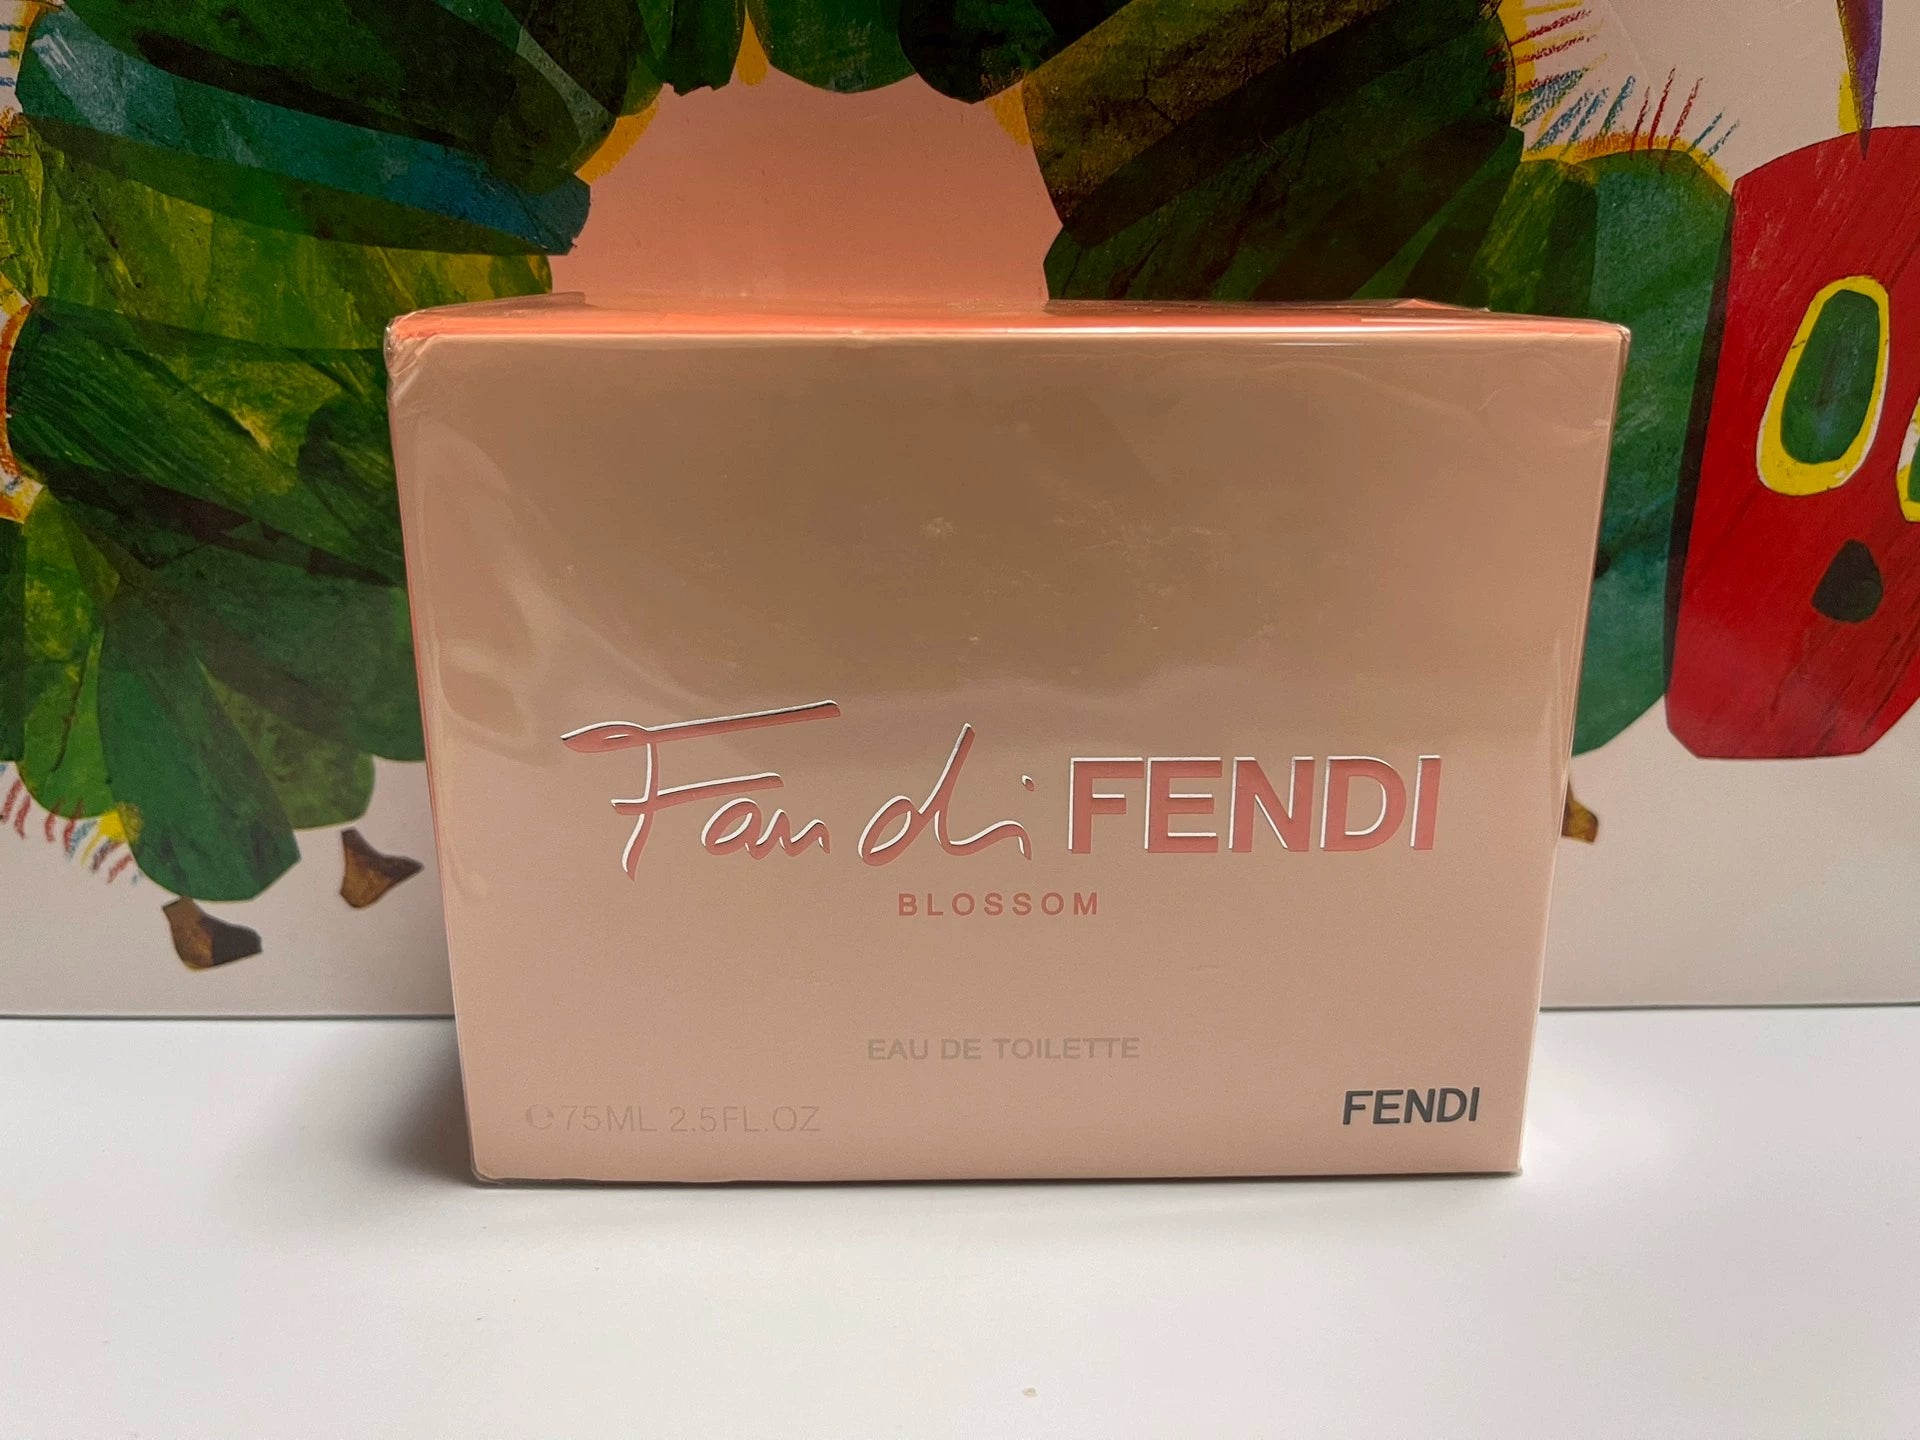 Fan di FENDI
BLOSSOM
EAU DE TOILETTE
℮75ML 2.5FL.OZ
FENDI